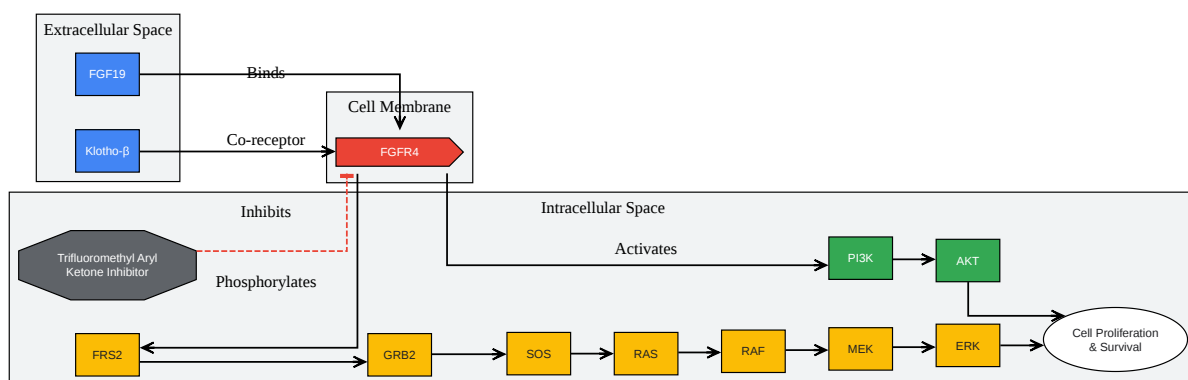 Extracellular Space
FGF19
Binds
Cell Membrane
Klotho-β
Co-receptor
FGFR4
Intracellular Space
Inhibits
Trifluoromethyl Aryl
Ketone Inhibitor
Phosphorylates
Activates
PI3K
AKT
FRS2
GRB2
SOS
RAS
RAF
MEK
ERK
Cell Proliferation
& Survival